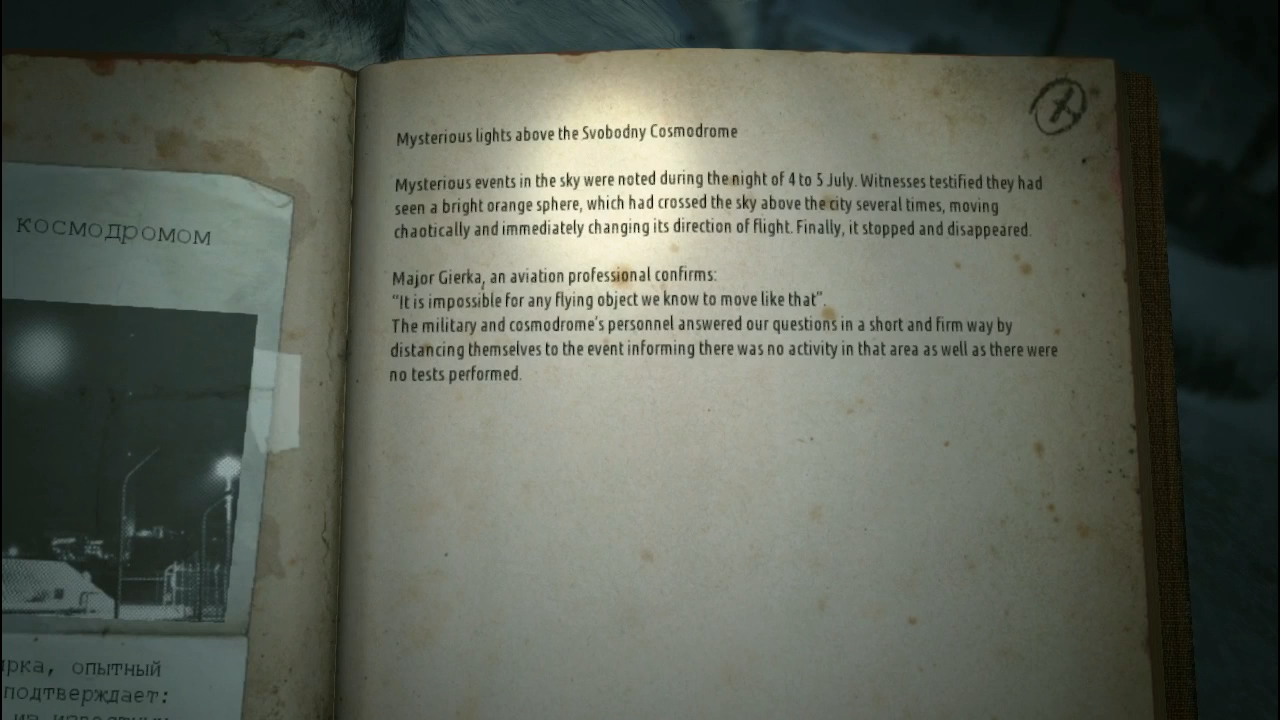 космодромом
опытный
подтверждает:
Mysterious lights above the Svobodny Cosmodrome
Mysterious events in the sky were noted during the night of 4 to 5 July. Witnesses testified they had
seen a bright orange sphere, which had crossed the sky above the city several times, moving
chaotically and immediately changing its direction of flight. Finally, it stopped and disappeared.
Major Gierka, an aviation professional confirms:
“It is impossible for any flying object we know to move like that”.
The military and cosmodrome's personnel answered our questions in a short and firm way by
distancing themselves to the event informing there was no activity in that area as well as there were
no tests performed.